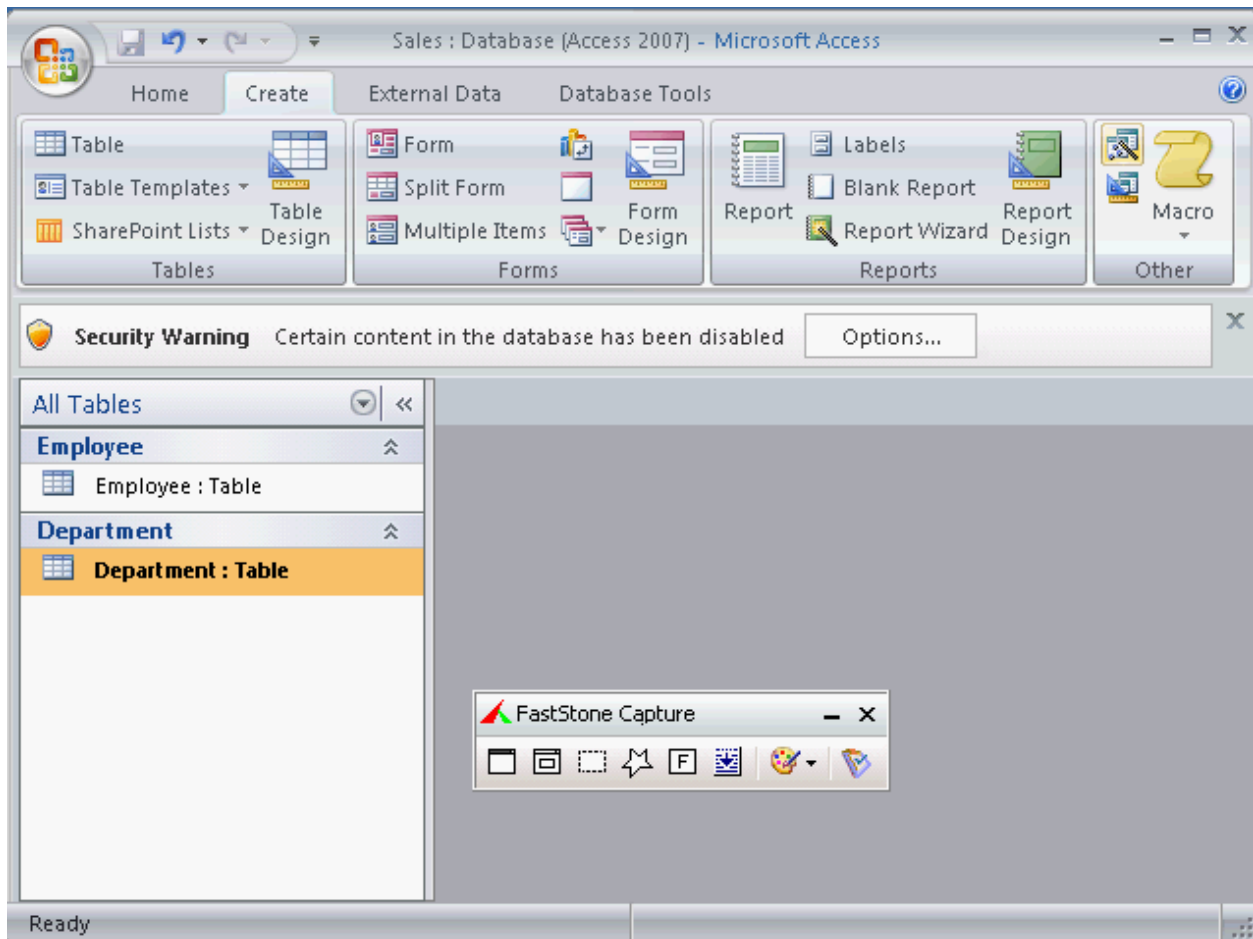 Sales : Database (Access 2007) - Microsoft Access
Home Create External Data Database Tools
Table
Table Templates
SharePoint Lists
Table
Design
Tables
Form
Split Form
Multiple Items
Form
Design
Forms
Report
Labels
Blank Report
Report Wizard
Report
Design
Reports
Macro
Other
Security Warning Certain content in the database has been disabled Options...
All Tables
Employee
Employee : Table
Department
Department : Table
FastStone Capture
F
Ready